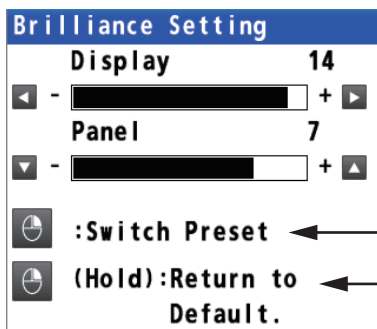 Brilliance Setting
Display 14
- +
Panel 7
- +
:Switch Preset
(Hold):Return to
Default.